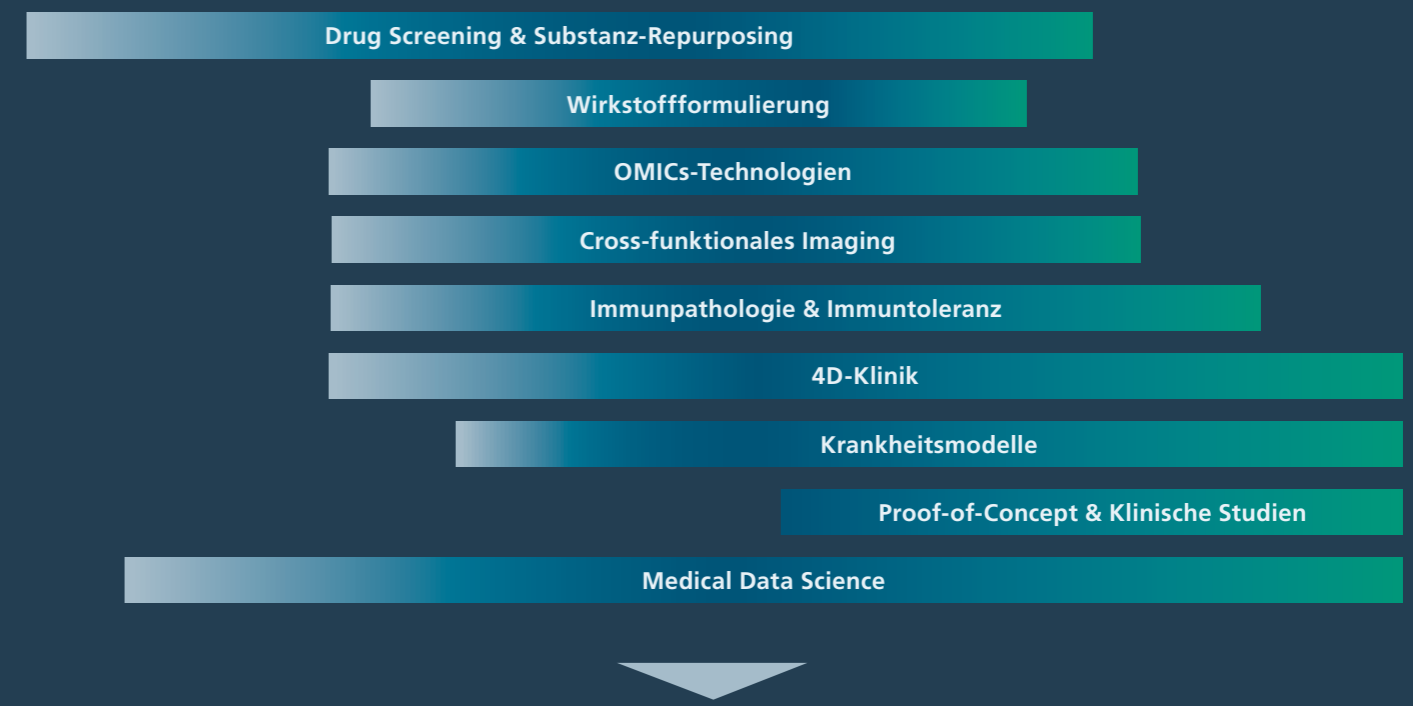 Drug Screening & Substanz-Repurposing
Wirkstoffformulierung
OMICs-Technologien
Cross-funktionales Imaging
Immunpathologie & Immuntoleranz
4D-Klinik
Krankheitsmodelle
Proof-of-Concept & Klinische Studien
Medical Data Science